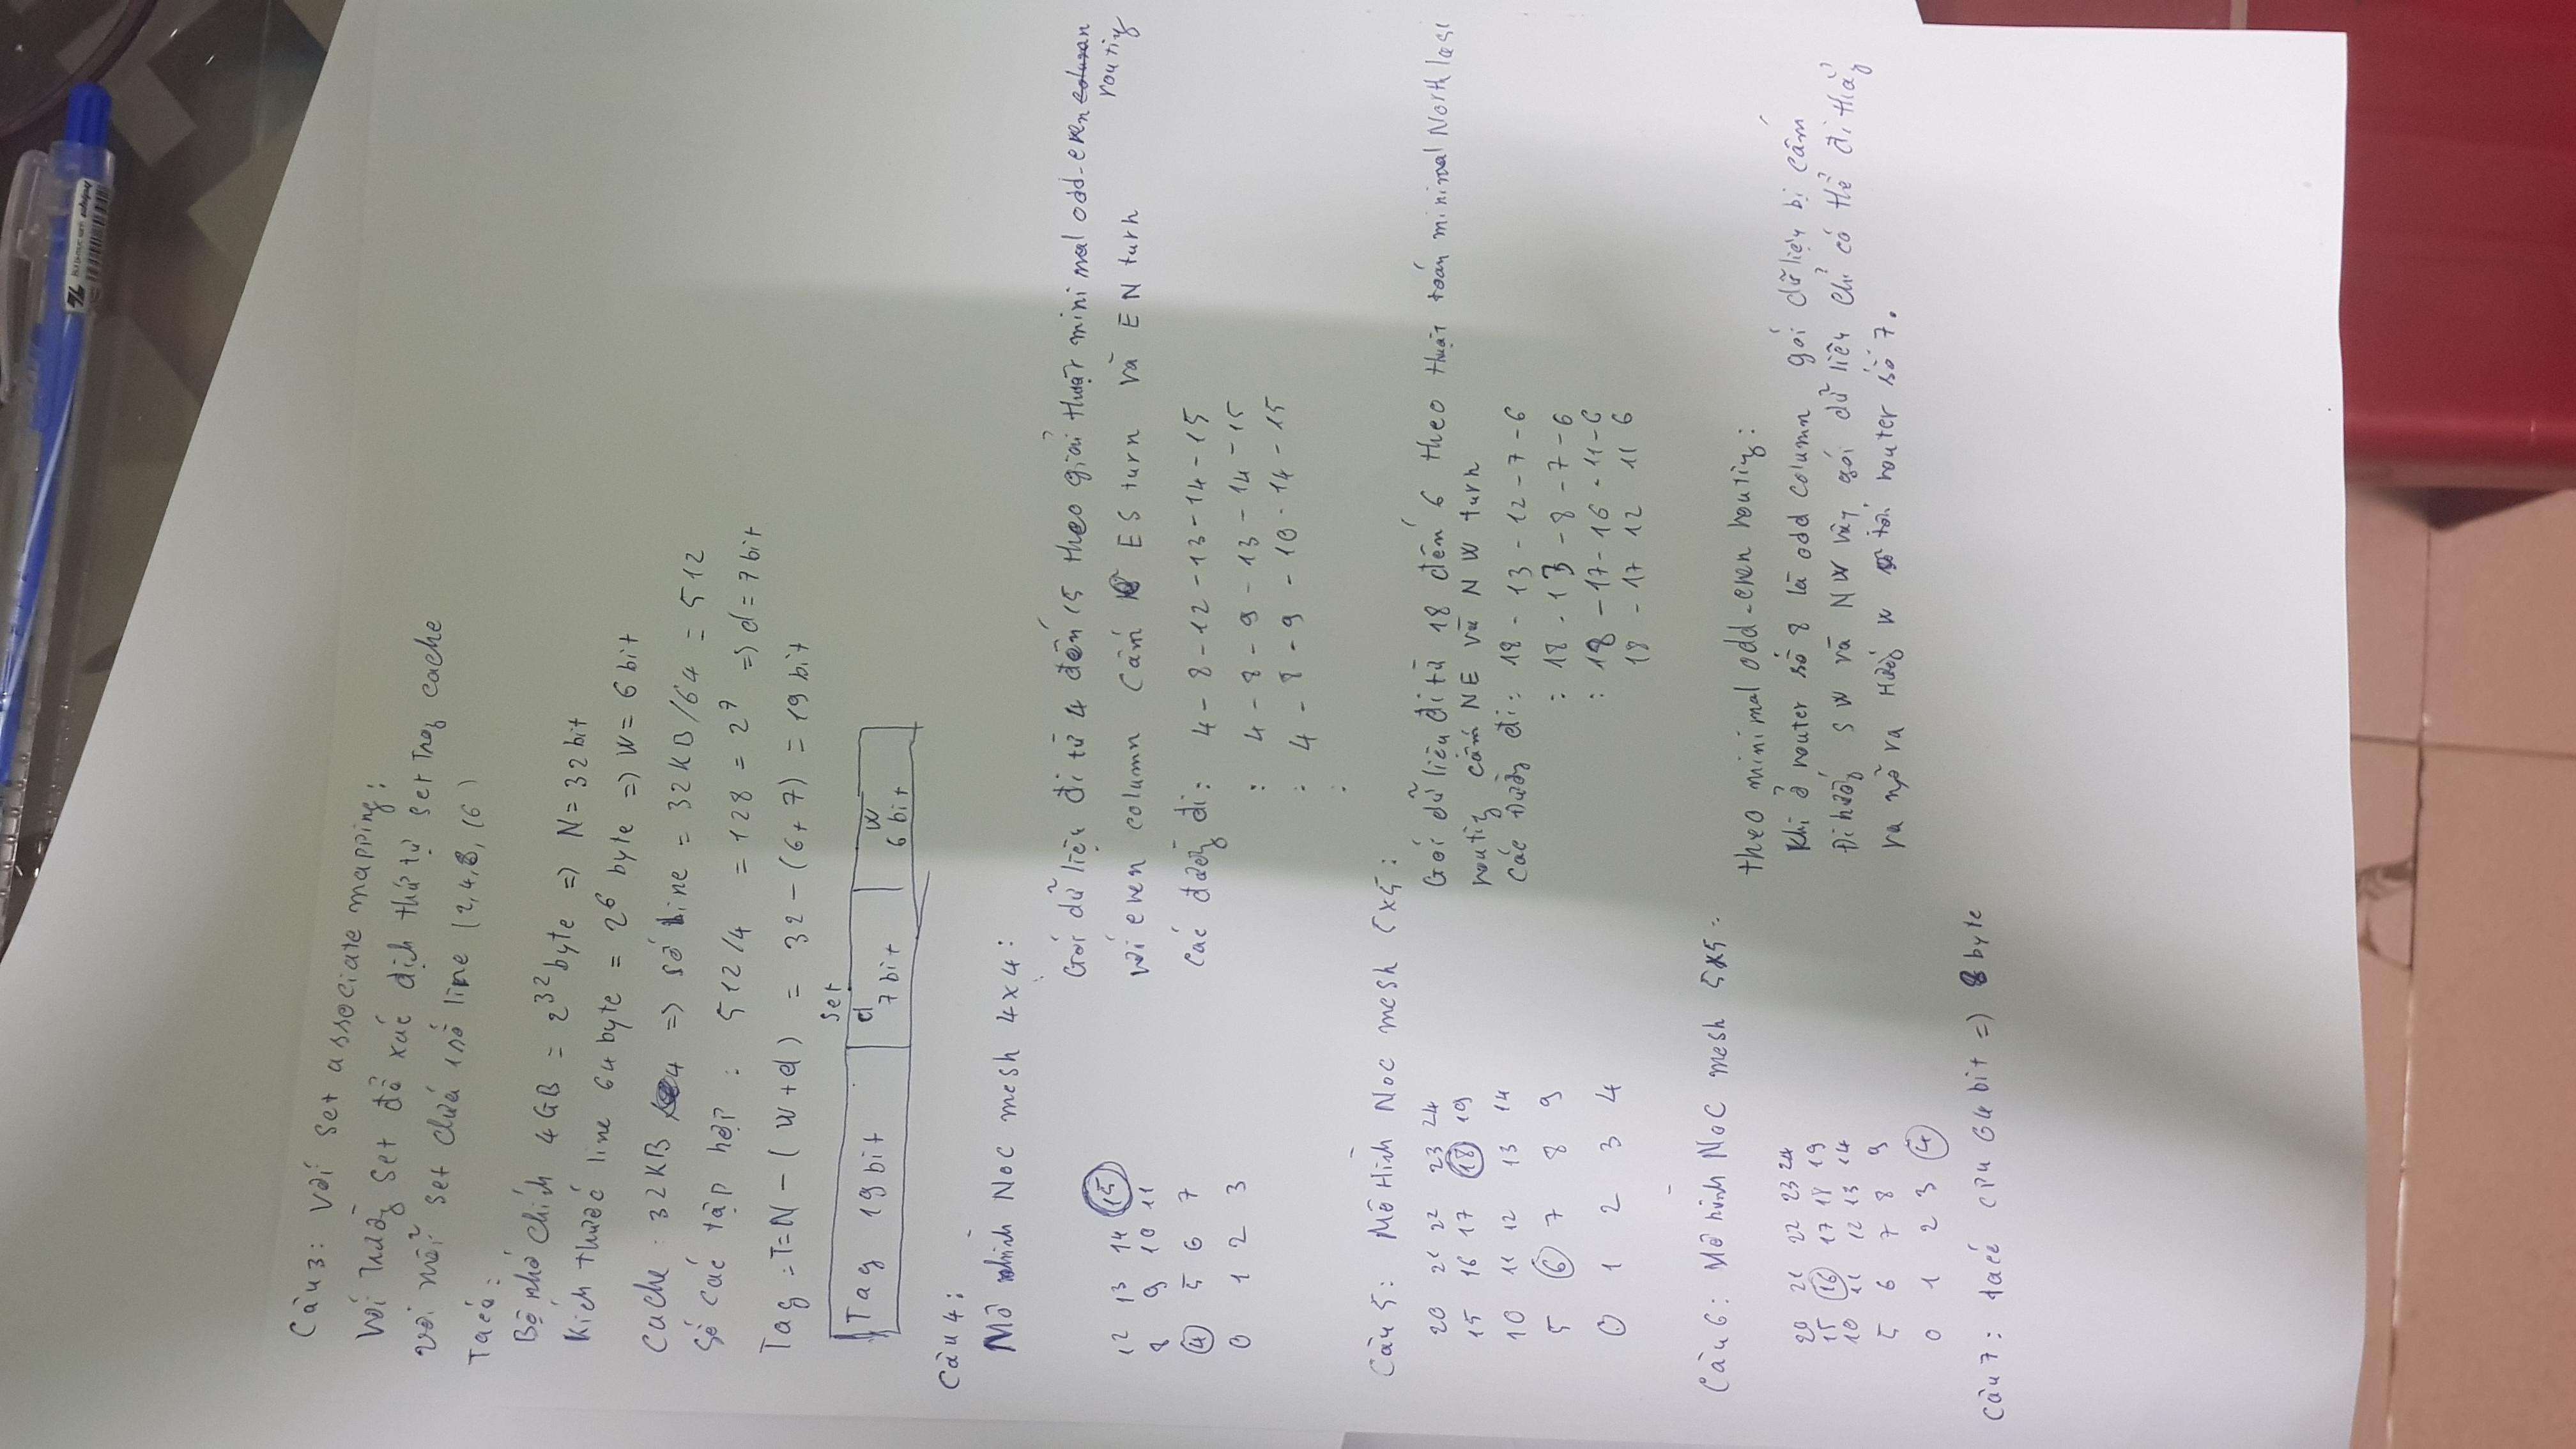 Câu 3: Với set associate mapping:
Với trường set để xác định thứ tự set trong cache
với mỗi set chứa 1 số line (2, 4, 8, 16)
Ta có:
Bộ nhớ chính 4GB = 2^32 byte => N = 32 bit
Kích thước line 64 byte = 2^6 byte => W = 6 bit
Cache : 32KB => số line = 32KB/64 = 512
Số các tập hợp : 512/4 = 128 = 2^7 => d = 7 bit
Tag : T = N - (W + d) = 32 - (6+7) = 19 bit
Set
Tag 19 bit d 7 bit W 6 bit
Câu 4:
Mô hình NoC mesh 4x4:
12 13 14 15
8 9 10 11
4 5 6 7
0 1 2 3
Gói dữ liệu đi từ 4 đến 15 theo giải thuật minimal odd-even routing
với even column cấm ES turn và EN turn
Các đường đi: 4 - 8 - 12 - 13 - 14 - 15
: 4 - 8 - 9 - 13 - 14 - 15
: 4 - 8 - 9 - 10 - 14 - 15
:
Câu 5: Mô Hình NoC mesh 5x5:
20 21 22 23 24
15 16 17 18 19
10 11 12 13 14
5 6 7 8 9
0 1 2 3 4
Gói dữ liệu đi từ 18 đến 6 theo thuật toán minimal North last
routing cấm NE và NW turn
Các Đường đi: 18 - 13 - 12 - 7 - 6
: 18 - 13 - 8 - 7 - 6
: 18 - 17 - 16 - 11 - 6
18 - 17 12 11 6
Câu 6: Mô hình NoC mesh 5x5:
20 21 22 23 24
15 16 17 18 19
10 11 12 13 14
5 6 7 8 9
0 1 2 3 4
theo minimal odd-even routing:
Khi ở router số 8 là odd column gói dữ liệu bị cấm
Đi hướng SW và NW vậy gói dữ liệu chỉ có thể đi thẳng
ra ngõ ra Hướng W tới router số 7.
Câu 7: ta có CPU 64 bit => 8 byte